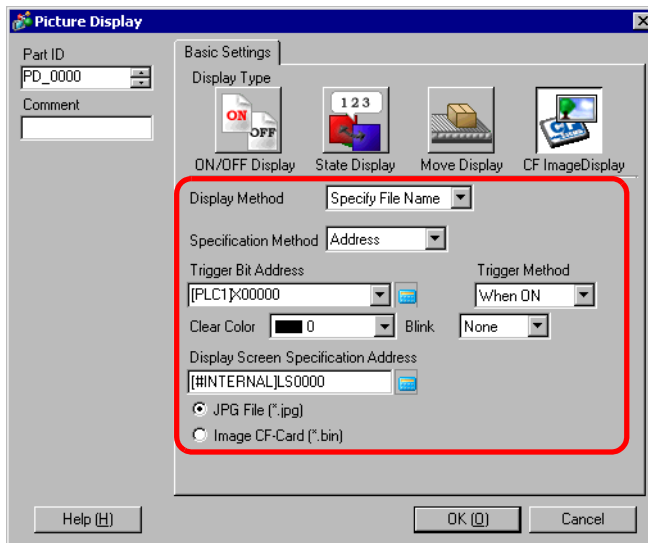 Picture Display
Part ID
PD_0000
Comment
Basic Settings
Display Type
ON OFF
1 2 3
ON/OFF Display State Display Move Display CF ImageDisplay
Display Method Specify File Name
Specification Method Address
Trigger Bit Address Trigger Method
[PLC1]X00000 When ON
Clear Color 0 Blink None
Display Screen Specification Address
[#INTERNAL]LS0000
JPG File (*.jpg)
Image CF-Card (*.bin)
Help (H) OK (O) Cancel